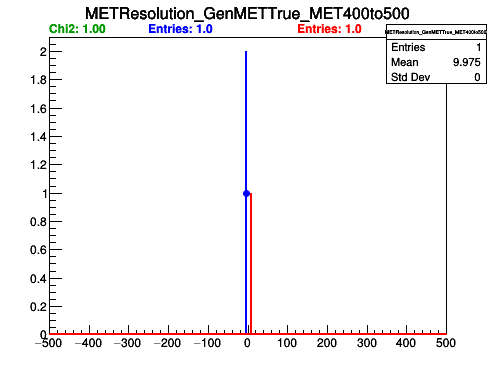 METResolution_GenMETTrue_MET400to500
Chi2: 1.00 Entries: 1.0 Entries: 1.0
METResolution_GenMETTrue_MET400to500
Entries 1
Mean 9.975
Std Dev 0
2
1.8
1.6
1.4
1.2
1
0.8
0.6
0.4
0.2
0
−500 −400 −300 −200 −100 0 100 200 300 400 500